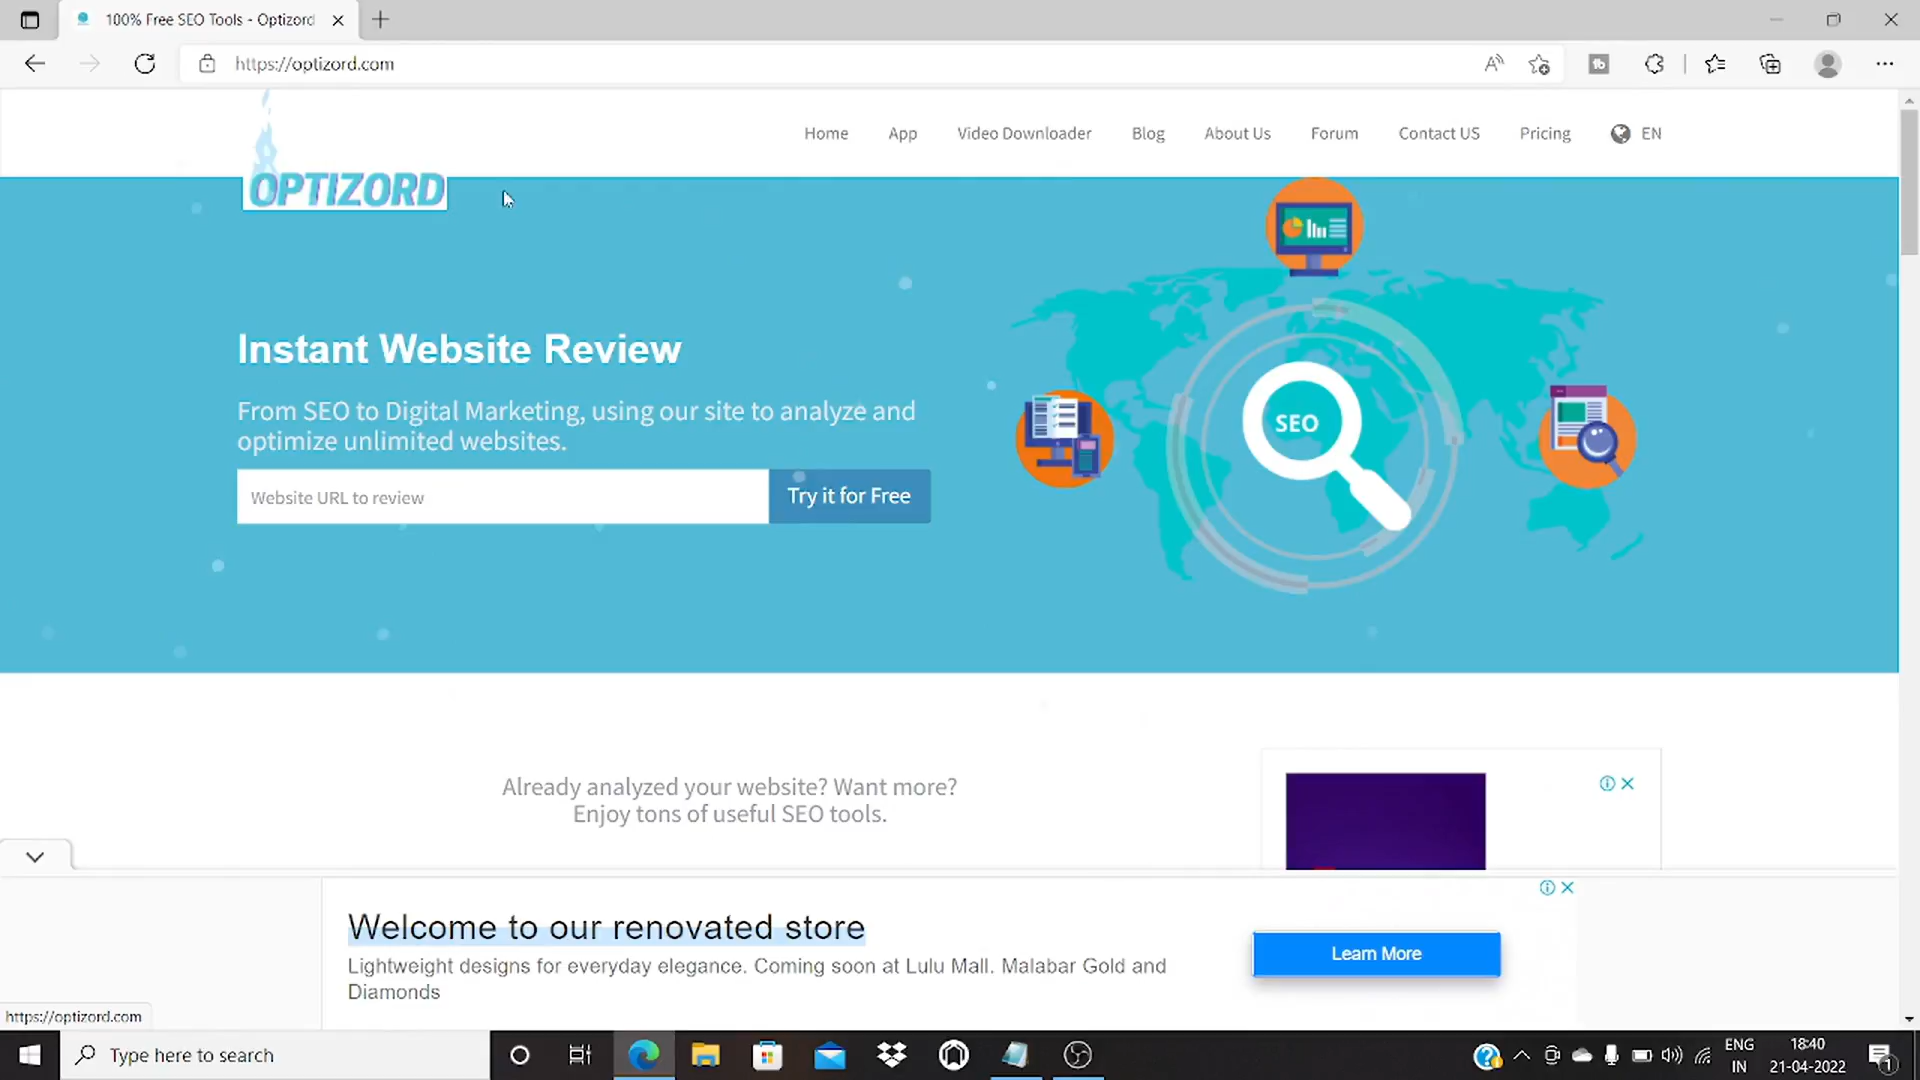 100% Free SEO Tools - Optizord
https://optizord.com
Home App Video Downloader Blog About Us Forum Contact US Pricing EN
OPTIZORD
Instant Website Review
From SEO to Digital Marketing, using our site to analyze and
optimize unlimited websites.
Website URL to review
Try it for Free
SEO
Already analyzed your website? Want more?
Enjoy tons of useful SEO tools.
Welcome to our renovated store
Lightweight designs for everyday elegance. Coming soon at Lulu Mall. Malabar Gold and
Diamonds
Learn More
https://optizord.com
Type here to search
ENG
IN
18:40
21-04-2022
1